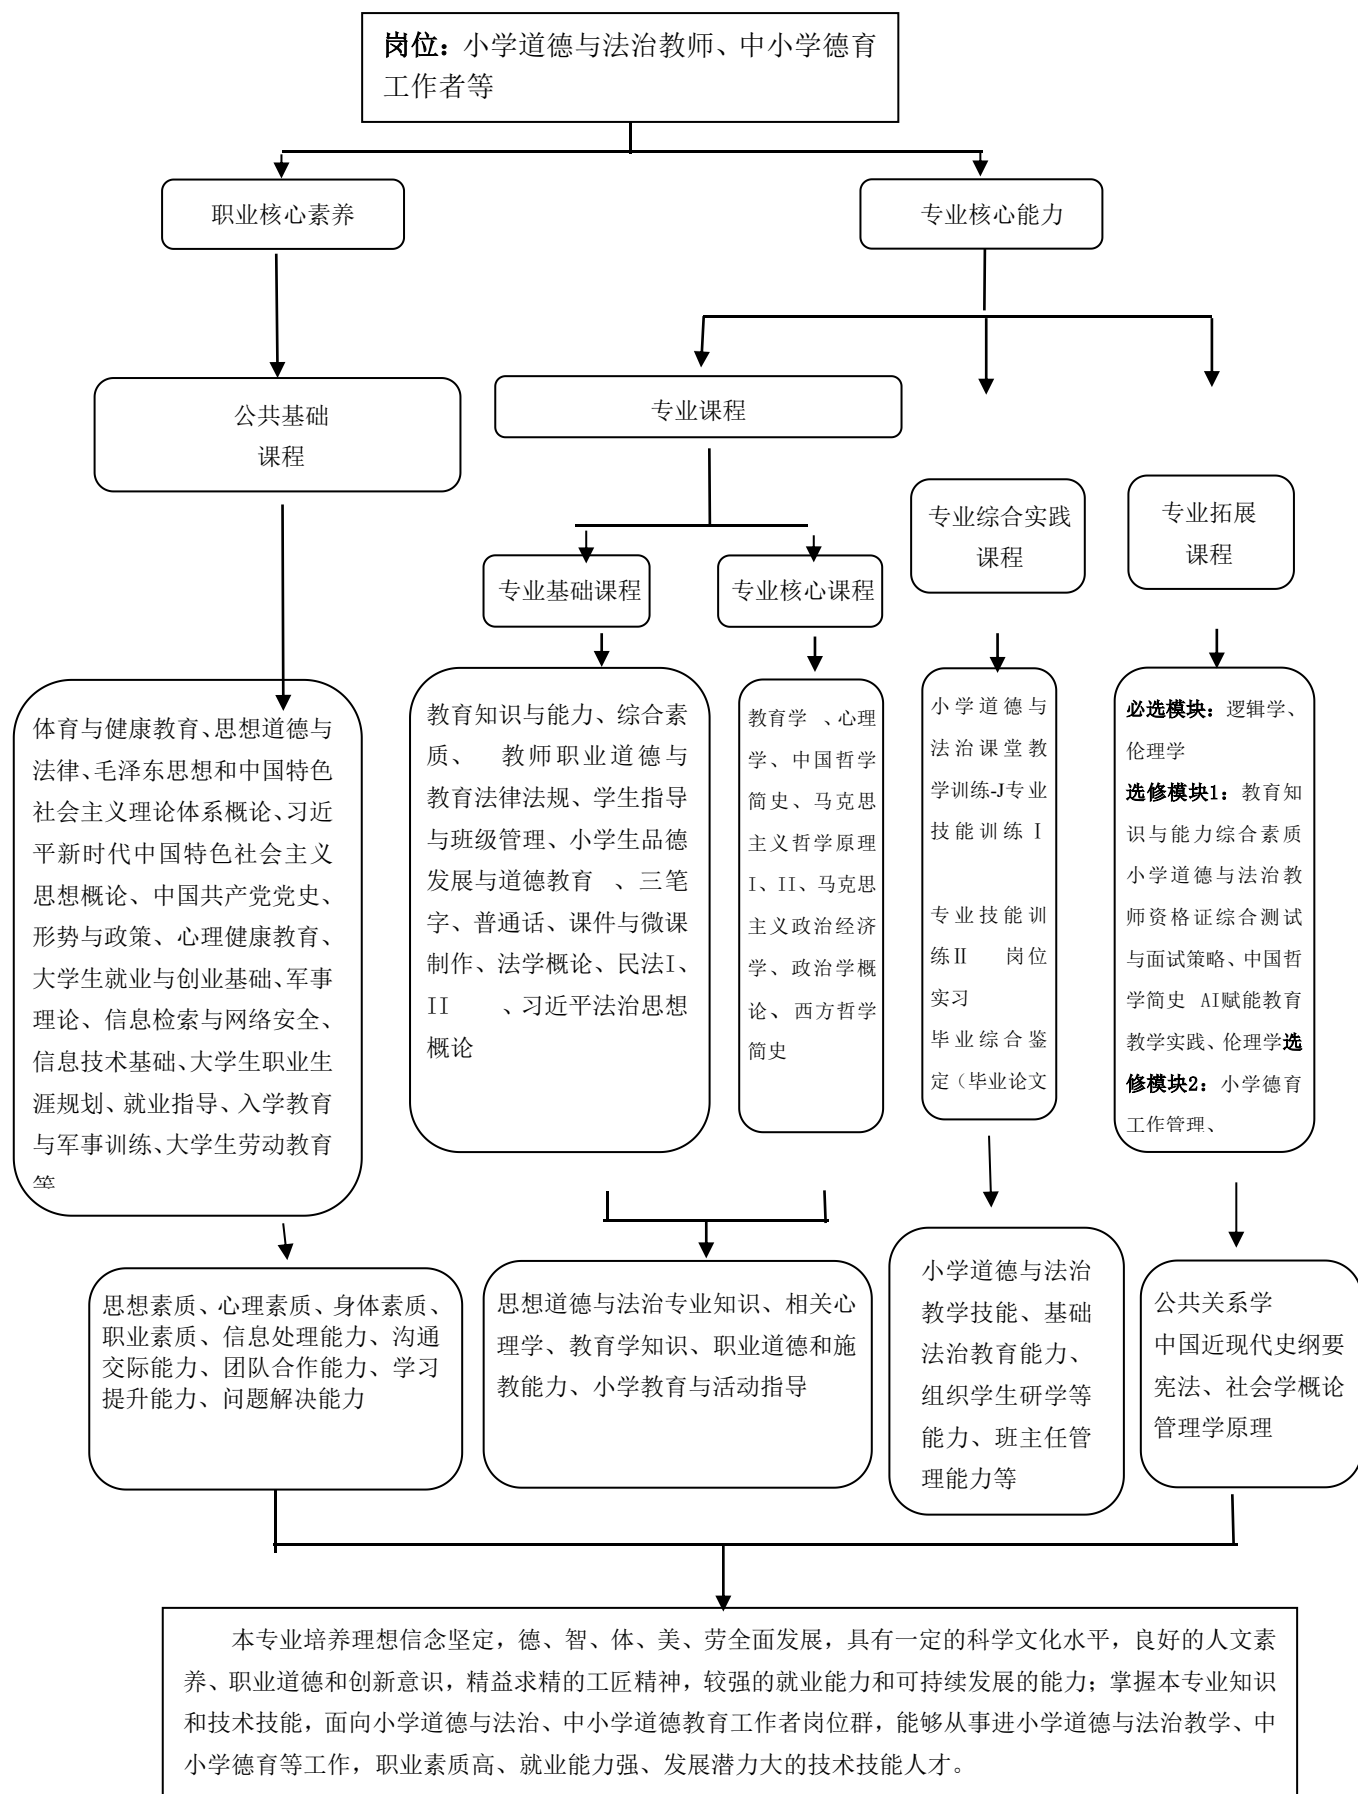 岗位：小学道德与法治教师、中小学德育
工作者等
职业核心素养
专业核心能力
公共基础
课程
专业课程
专业综合实践
课程
专业拓展
课程
专业基础课程
专业核心课程
体育与健康教育、思想道德与
法律、毛泽东思想和中国特色
社会主义理论体系概论、习近
平新时代中国特色社会主义
思想概论、中国共产党党史、
形势与政策、心理健康教育、
大学生就业与创业基础、军事
理论、信息检索与网络安全、
信息技术基础、大学生职业生
涯规划、就业指导、入学教育
与军事训练、大学生劳动教育
等
教育知识与能力、综合素
质、 教师职业道德与
教育法律法规、学生指导
与班级管理、小学生品德
发展与道德教育 、三笔
字、普通话、课件与微课
制作、法学概论、民法I、
II 、习近平法治思想
概论
教育学 、心理
学、中国哲学
简史、马克思
主义哲学原理
I、II、马克思
主义政治经济
学、政治学概
论、西方哲学
简史
小学道德与
法治课堂教
学训练-J专业
技能训练Ⅰ
专业技能训
练Ⅱ 岗位
实习
毕业综合鉴
定（毕业论文
必选模块：逻辑学、
伦理学
选修模块1：教育知
识与能力综合素质
小学道德与法治教
师资格证综合测试
与面试策略、中国哲
学简史 AI赋能教育
教学实践、伦理学选
修模块2：小学德育
工作管理、
思想素质、心理素质、身体素质、
职业素质、信息处理能力、沟通
交际能力、团队合作能力、学习
提升能力、问题解决能力
思想道德与法治专业知识、相关心
理学、教育学知识、职业道德和施
教能力、小学教育与活动指导
小学道德与法治
教学技能、基础
法治教育能力、
组织学生研学等
能力、班主任管
理能力等
公共关系学
中国近现代史纲要
宪法、社会学概论
管理学原理
本专业培养理想信念坚定，德、智、体、美、劳全面发展，具有一定的科学文化水平，良好的人文素
养、职业道德和创新意识，精益求精的工匠精神，较强的就业能力和可持续发展的能力；掌握本专业知识
和技术技能，面向小学道德与法治、中小学道德教育工作者岗位群，能够从事进小学道德与法治教学、中
小学德育等工作，职业素质高、就业能力强、发展潜力大的技术技能人才。